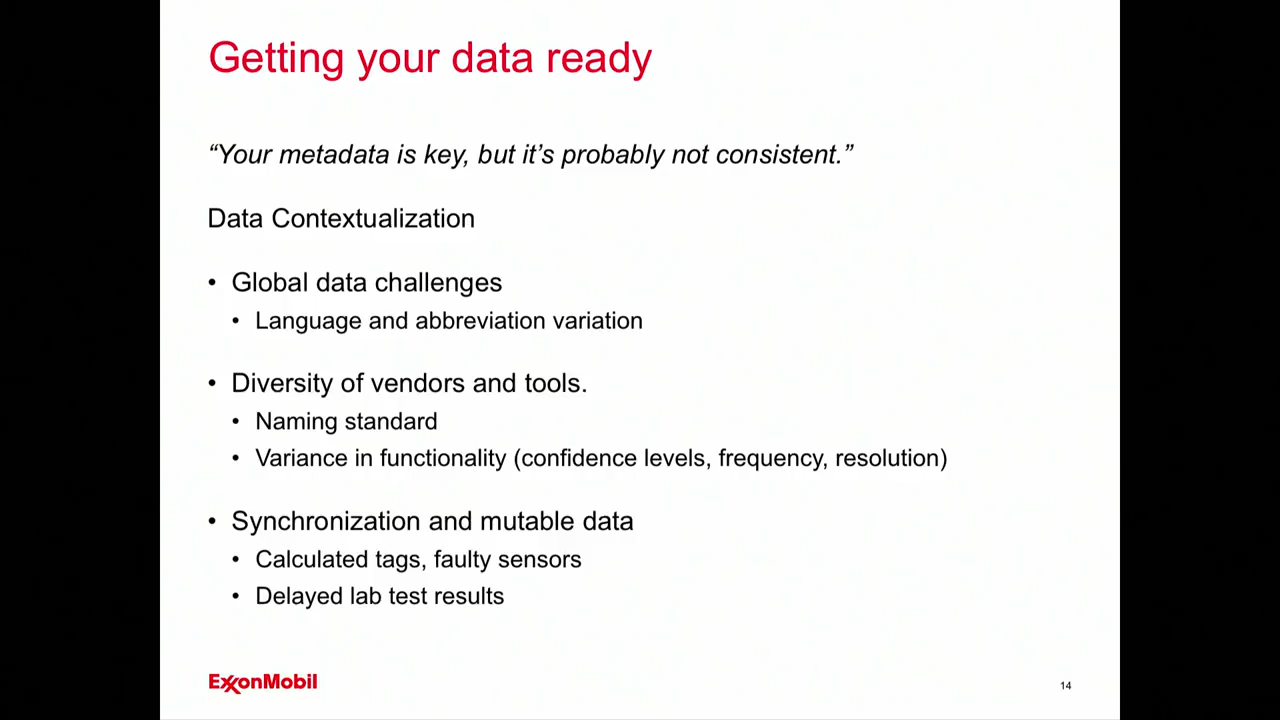 Getting your data ready
“Your metadata is key, but it’s probably not consistent.”
Data Contextualization
• Global data challenges
• Language and abbreviation variation
• Diversity of vendors and tools.
• Naming standard
• Variance in functionality (confidence levels, frequency, resolution)
• Synchronization and mutable data
• Calculated tags, faulty sensors
• Delayed lab test results
ExxonMobil
14